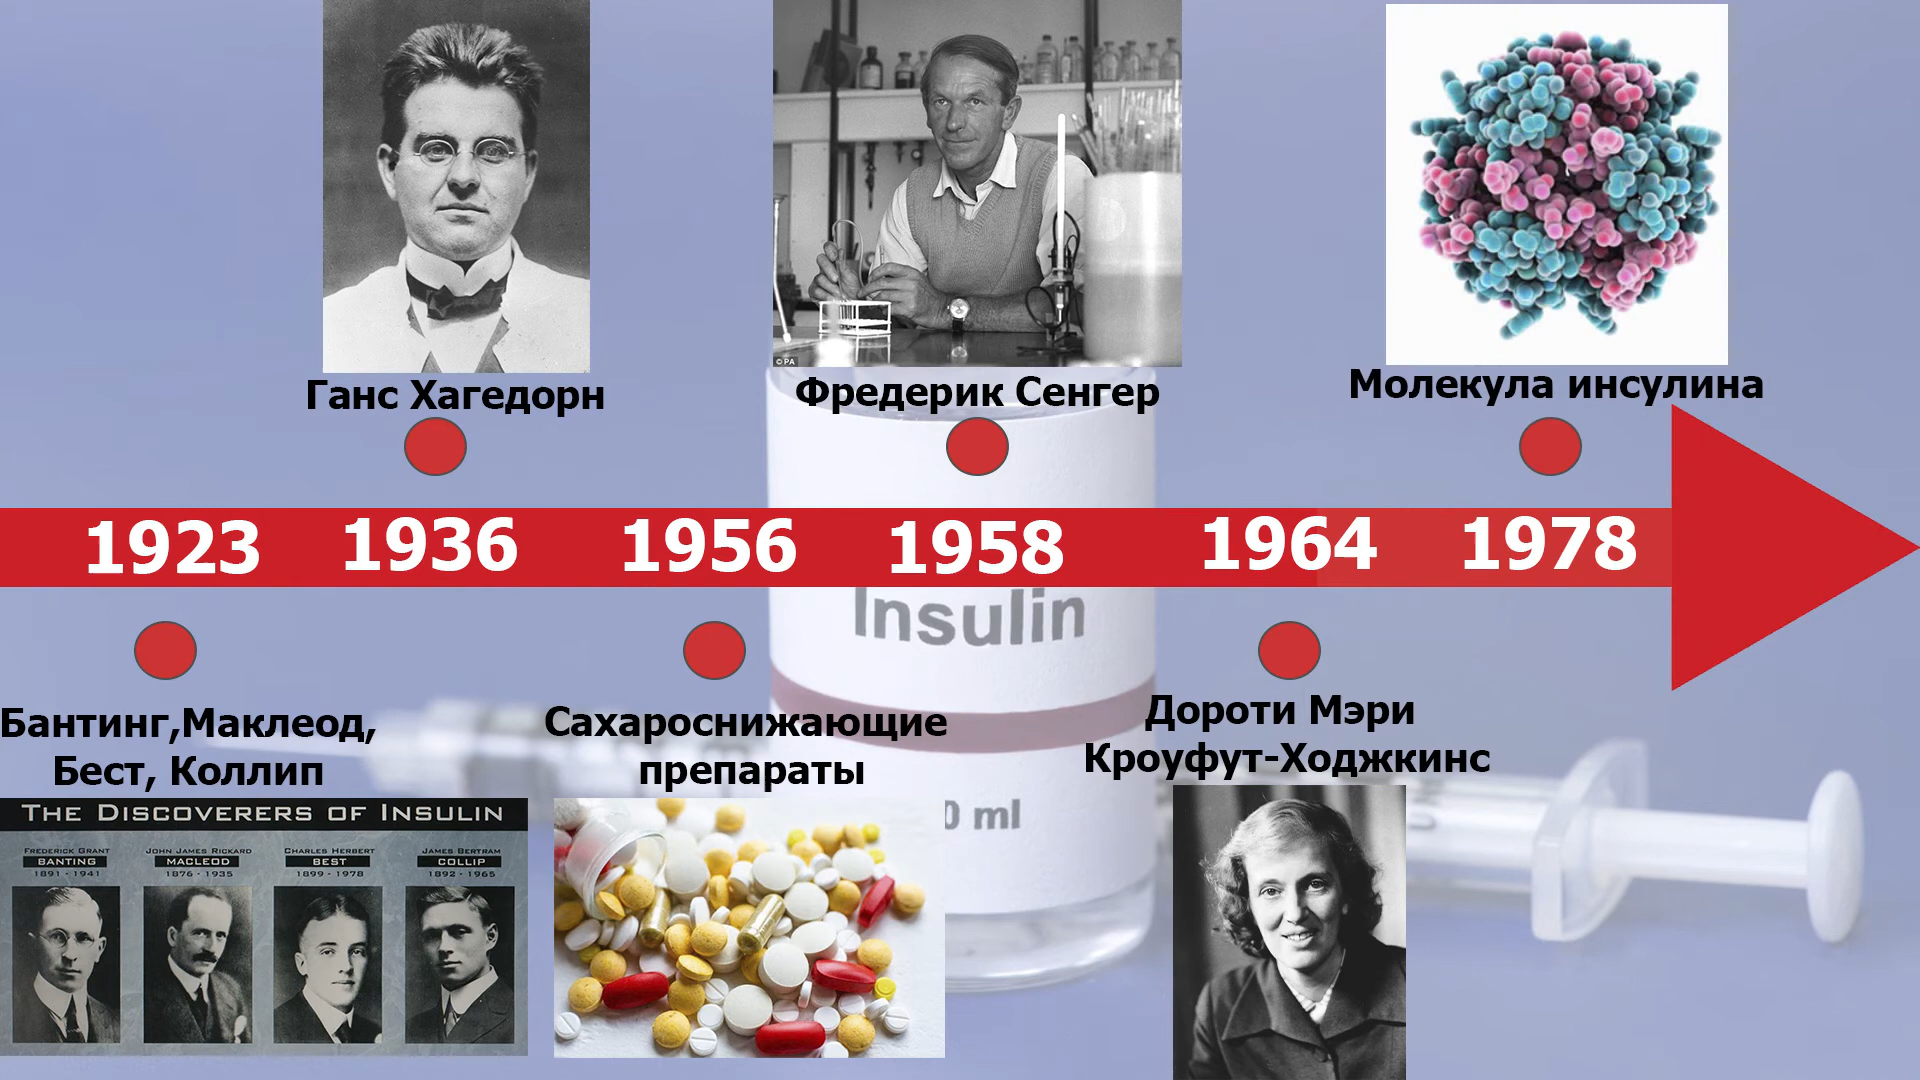 Ганс Хагедорн
© PA
Фредерик Сенгер
Молекула инсулина
1923
1936
1956
1958
1964
1978
Insulin
0 ml
Бантинг,Маклеод,
Бест, Коллип
Сахароснижающие
препараты
Дороти Мэри
Кроуфут-Ходжкинс
THE DISCOVERERS OF INSULIN
FREDERICK GRANT
BANTING
1891 - 1941
JOHN JAMES RICKARD
MACLEOD
1876 - 1935
CHARLES HERBERT
BEST
1899 - 1978
JAMES BERTRAM
COLLIP
1892 - 1965